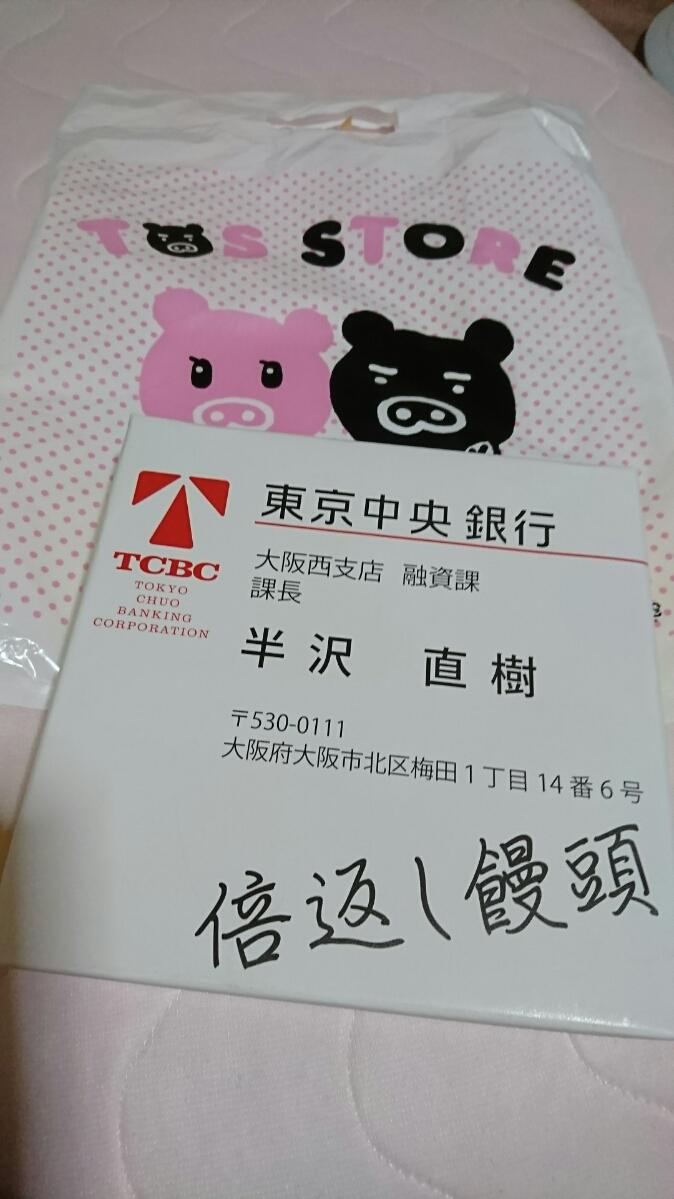 TBS STORE
東京中央銀行
TCBC
TOKYO
CHUO
BANKING
CORPORATION
大阪西支店 融資課
課長
半沢 直樹
〒530-0111
大阪府大阪市北区梅田1丁目14番6号
倍返し饅頭